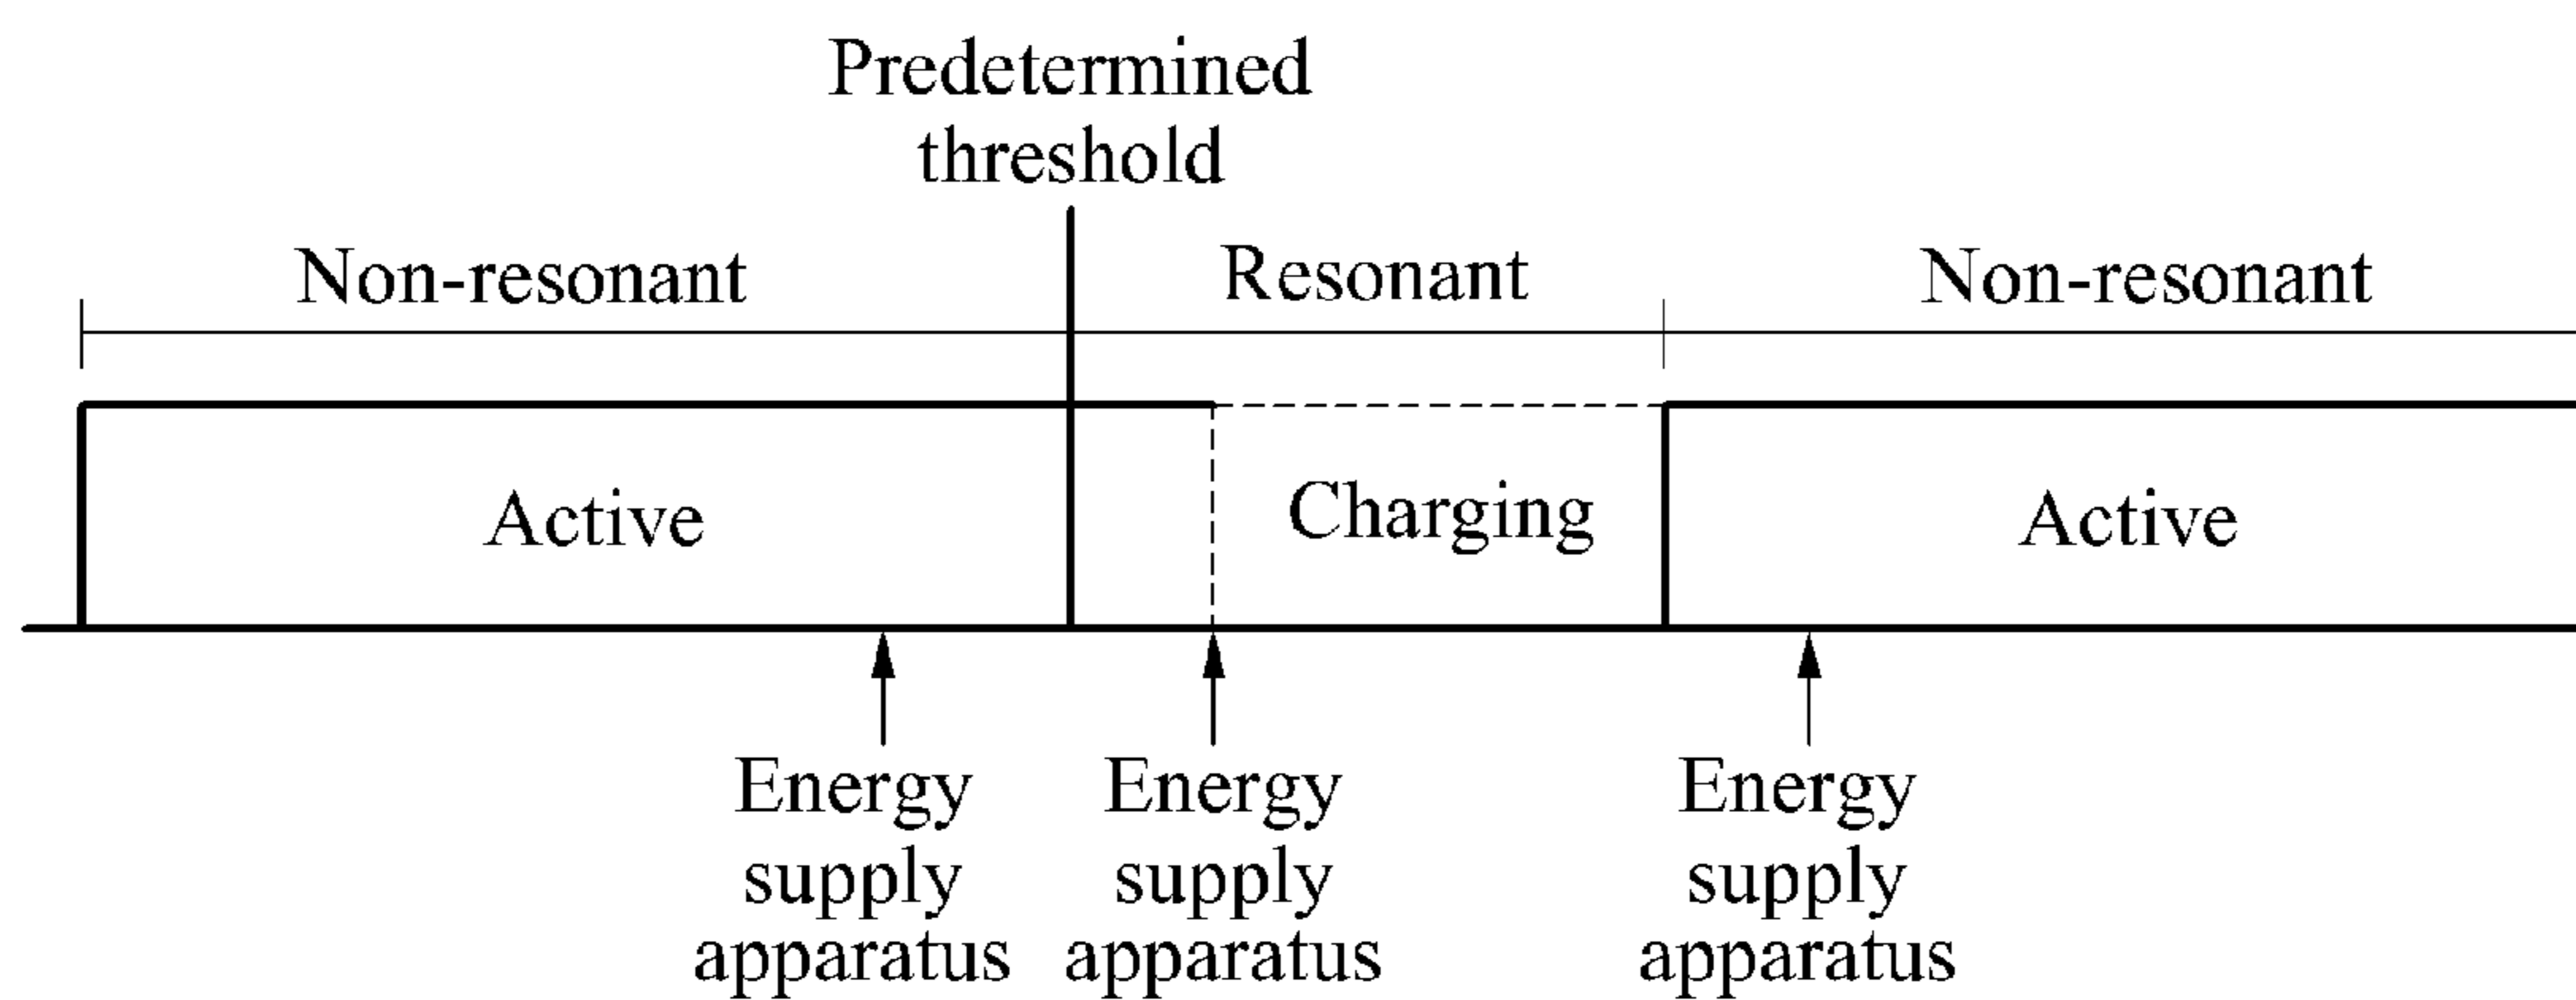 Predetermined
threshold
Non-resonant
Resonant
Non-resonant
Active
Charging
Active
Energy
supply
apparatus
Energy
supply
apparatus
Energy
supply
apparatus